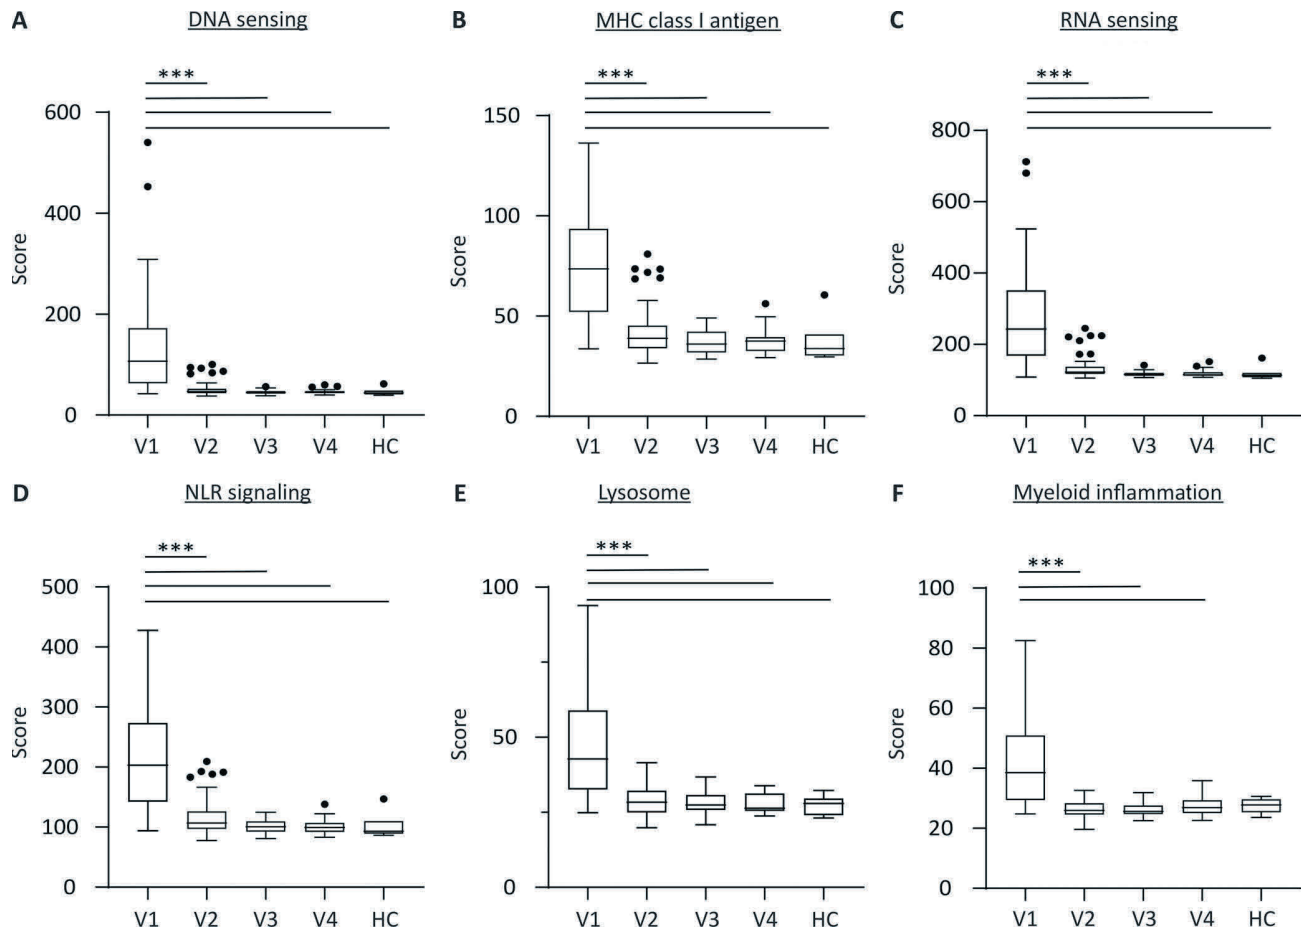 A DNA sensing
***
600
400
200
0
Score
V1 V2 V3 V4 HC
B MHC class I antigen
***
150
100
50
0
Score
V1 V2 V3 V4 HC
C RNA sensing
***
800
600
400
200
0
Score
V1 V2 V3 V4 HC
D NLR signaling
***
500
400
300
200
100
0
Score
V1 V2 V3 V4 HC
E Lysosome
***
100
50
0
Score
V1 V2 V3 V4 HC
F Myeloid inflammation
***
100
80
60
40
20
0
Score
V1 V2 V3 V4 HC